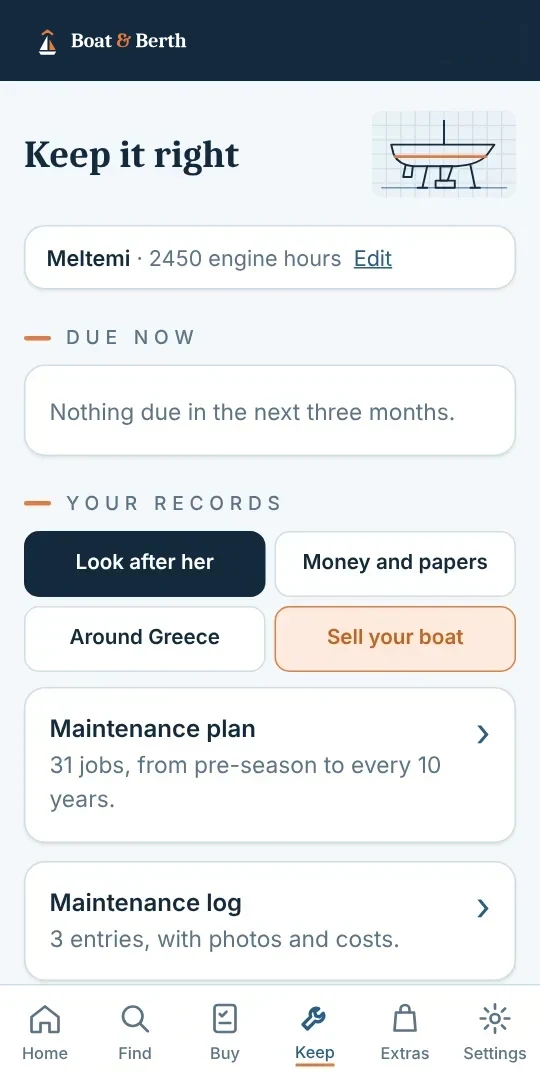 Boat & Berth
Keep it right
Meltemi · 2450 engine hours Edit
DUE NOW
Nothing due in the next three months.
YOUR RECORDS
Look after her
Money and papers
Around Greece
Sell your boat
Maintenance plan
31 jobs, from pre-season to every 10
years.
Maintenance log
3 entries, with photos and costs.
Home
Find
Buy
Keep
Extras
Settings